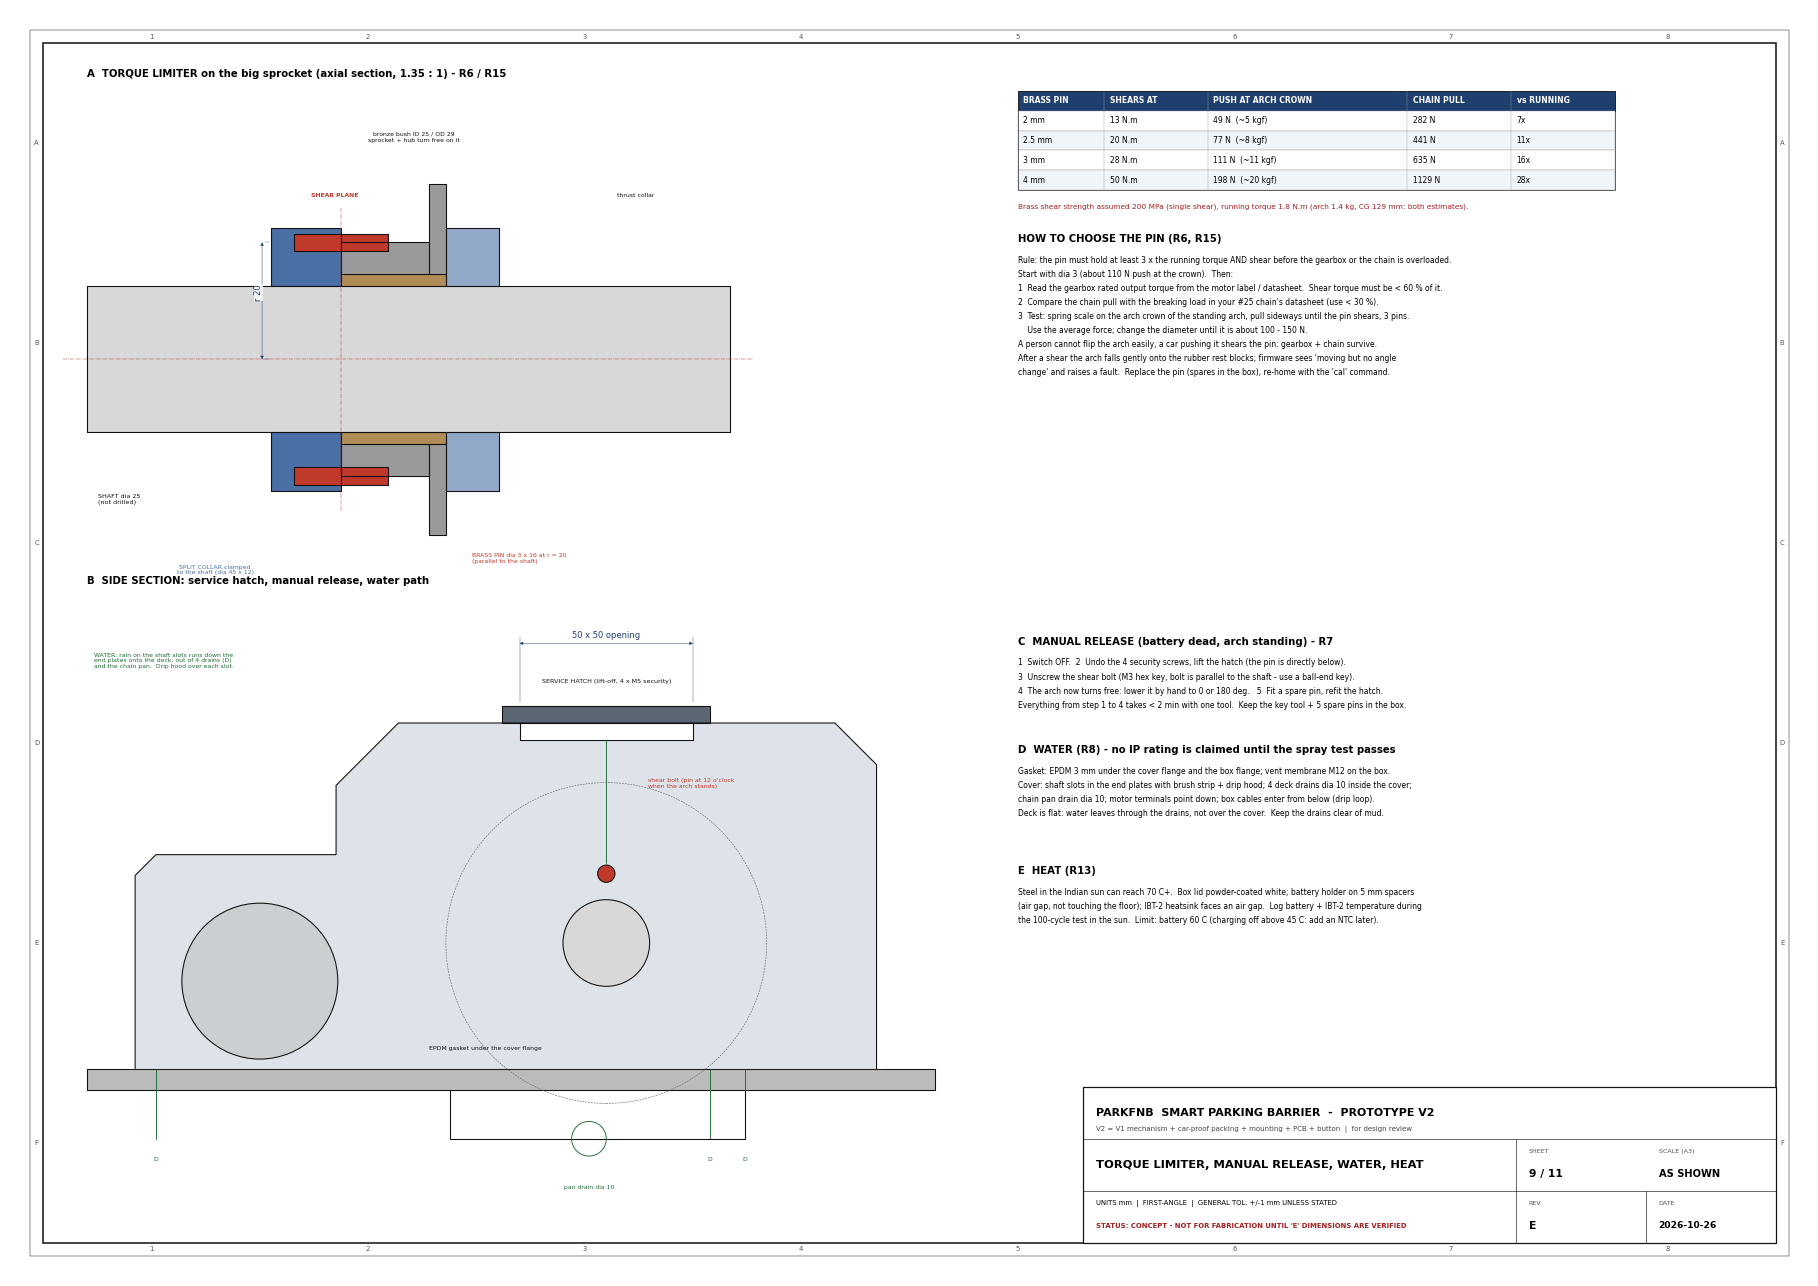 1 2 3 4 5 6 7 8
A TORQUE LIMITER on the big sprocket (axial section, 1.35 : 1) - R6 / R15
bronze bush ID 25 / OD 29
sprocket + hub turn free on it
SHEAR PLANE
thrust collar
r 20
SHAFT dia 25
(not drilled)
BRASS PIN dia 3 x 16 at r = 20
(parallel to the shaft)
SPLIT COLLAR clamped
to the shaft (dia 45 x 12)
BRASS PIN SHEARS AT PUSH AT ARCH CROWN CHAIN PULL vs RUNNING
2 mm 13 N.m 49 N (~5 kgf) 282 N 7x
2.5 mm 20 N.m 77 N (~8 kgf) 441 N 11x
3 mm 28 N.m 111 N (~11 kgf) 635 N 16x
4 mm 50 N.m 198 N (~20 kgf) 1129 N 28x
Brass shear strength assumed 200 MPa (single shear), running torque 1.8 N.m (arch 1.4 kg, CG 129 mm: both estimates).
HOW TO CHOOSE THE PIN (R6, R15)
Rule: the pin must hold at least 3 x the running torque AND shear before the gearbox or the chain is overloaded.
Start with dia 3 (about 110 N push at the crown). Then:
1 Read the gearbox rated output torque from the motor label / datasheet. Shear torque must be < 60 % of it.
2 Compare the chain pull with the breaking load in your #25 chain's datasheet (use < 30 %).
3 Test: spring scale on the arch crown of the standing arch, pull sideways until the pin shears, 3 pins.
Use the average force; change the diameter until it is about 100 - 150 N.
A person cannot flip the arch easily, a car pushing it shears the pin: gearbox + chain survive.
After a shear the arch falls gently onto the rubber rest blocks; firmware sees 'moving but no angle
change' and raises a fault. Replace the pin (spares in the box), re-home with the 'cal' command.
B SIDE SECTION: service hatch, manual release, water path
50 x 50 opening
WATER: rain on the shaft slots runs down the
end plates onto the deck, out of 4 drains (D)
and the chain pan. Drip hood over each slot.
SERVICE HATCH (lift-off, 4 x M5 security)
shear bolt (pin at 12 o'clock
when the arch stands)
EPDM gasket under the cover flange
D
D
D
pan drain dia 10
C MANUAL RELEASE (battery dead, arch standing) - R7
1 Switch OFF. 2 Undo the 4 security screws, lift the hatch (the pin is directly below).
3 Unscrew the shear bolt (M3 hex key, bolt is parallel to the shaft - use a ball-end key).
4 The arch now turns free: lower it by hand to 0 or 180 deg. 5 Fit a spare pin, refit the hatch.
Everything from step 1 to 4 takes < 2 min with one tool. Keep the key tool + 5 spare pins in the box.
D WATER (R8) - no IP rating is claimed until the spray test passes
Gasket: EPDM 3 mm under the cover flange and the box flange; vent membrane M12 on the box.
Cover: shaft slots in the end plates with brush strip + drip hood; 4 deck drains dia 10 inside the cover;
chain pan drain dia 10; motor terminals point down; box cables enter from below (drip loop).
Deck is flat: water leaves through the drains, not over the cover. Keep the drains clear of mud.
E HEAT (R13)
Steel in the Indian sun can reach 70 C+. Box lid powder-coated white; battery holder on 5 mm spacers
(air gap, not touching the floor); IBT-2 heatsink faces an air gap. Log battery + IBT-2 temperature during
the 100-cycle test in the sun. Limit: battery 60 C (charging off above 45 C: add an NTC later).
PARKFNB SMART PARKING BARRIER - PROTOTYPE V2
V2 = V1 mechanism + car-proof packing + mounting + PCB + button | for design review
TORQUE LIMITER, MANUAL RELEASE, WATER, HEAT
SHEET
9 / 11
SCALE (A3)
AS SHOWN
UNITS mm | FIRST-ANGLE | GENERAL TOL. +/-1 mm UNLESS STATED
STATUS: CONCEPT - NOT FOR FABRICATION UNTIL 'E' DIMENSIONS ARE VERIFIED
REV
E
DATE
2026-10-26
A A
B B
C C
D D
E E
F F
1 2 3 4 5 6 7 8